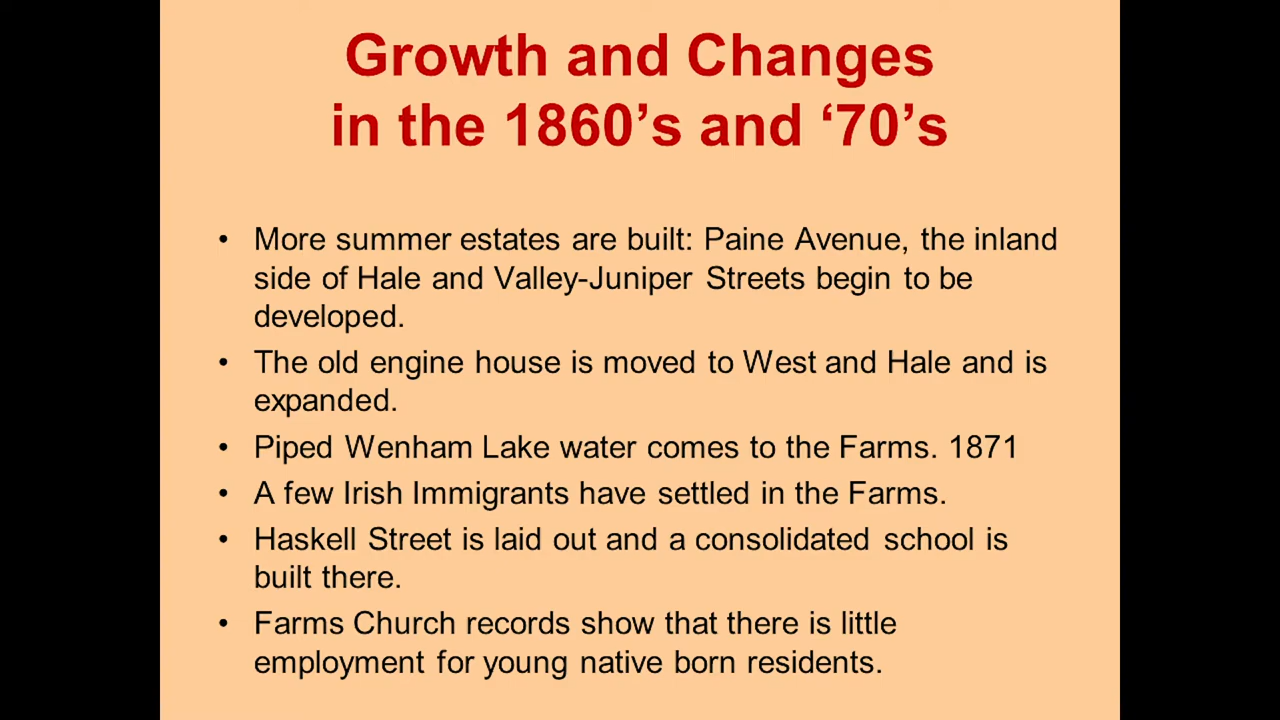 Growth and Changes
in the 1860’s and ‘70’s
• More summer estates are built: Paine Avenue, the inland
side of Hale and Valley-Juniper Streets begin to be
developed.
• The old engine house is moved to West and Hale and is
expanded.
• Piped Wenham Lake water comes to the Farms. 1871
• A few Irish Immigrants have settled in the Farms.
• Haskell Street is laid out and a consolidated school is
built there.
• Farms Church records show that there is little
employment for young native born residents.